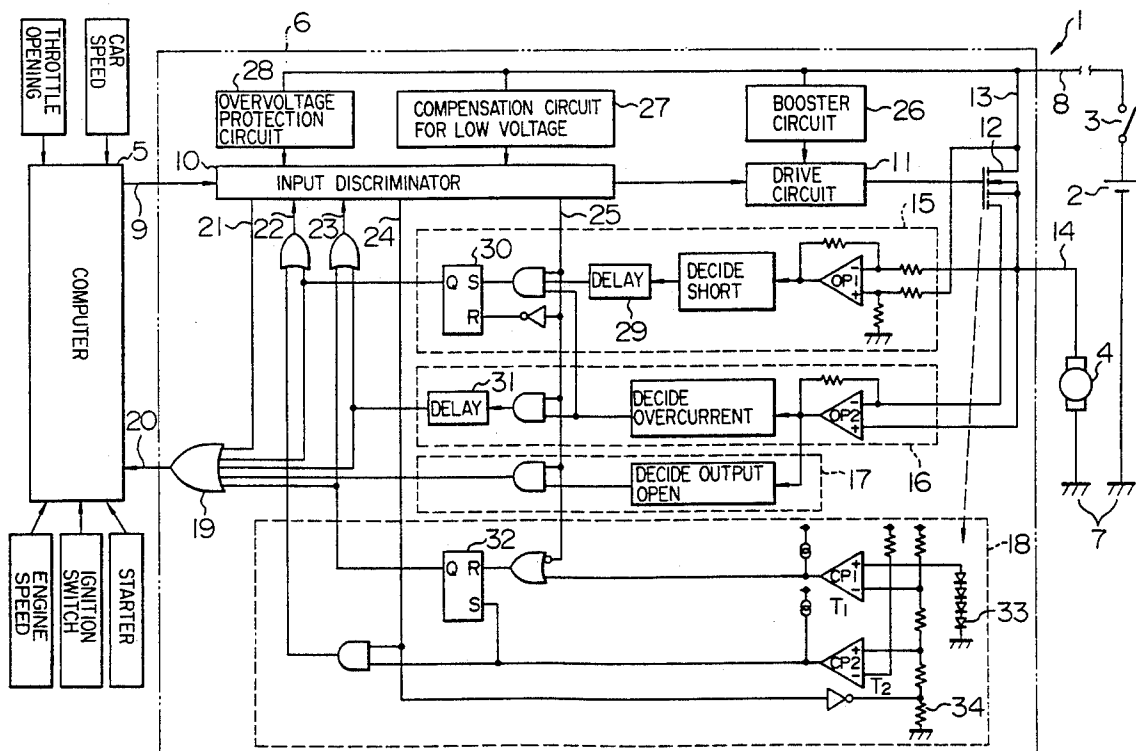 THROTTLE
OPENING
CAR
SPEED
6
1
28
OVERVOLTAGE
PROTECTION
CIRCUIT
COMPENSATION CIRCUIT
FOR LOW VOLTAGE
27
BOOSTER
CIRCUIT
26
13
8
3
12
2
5
10
INPUT DISCRIMINATOR
11
DRIVE
CIRCUIT
9
21
22
23
24
25
15
14
COMPUTER
30
Q S
R
DELAY
29
DECIDE
SHORT
OP1
-
+
4
31
DELAY
DECIDE
OVERCURRENT
OP2
-
+
16
20
19
DECIDE OUTPUT
OPEN
17
7
18
32
Q R
S
CP1
+
-
T1
33
CP2
+
-
T2
34
ENGINE
SPEED
IGNITION
SWITCH
STARTER